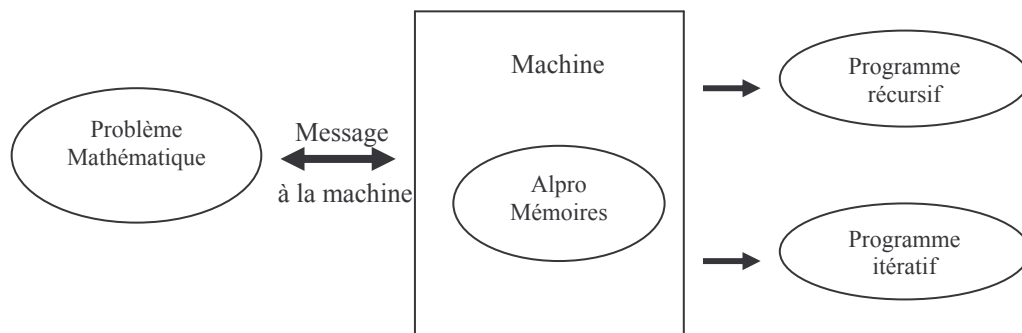 Problème
Mathématique
Message
à la machine
Machine
Alpro
Mémoires
Programme
récursif
Programme
itératif